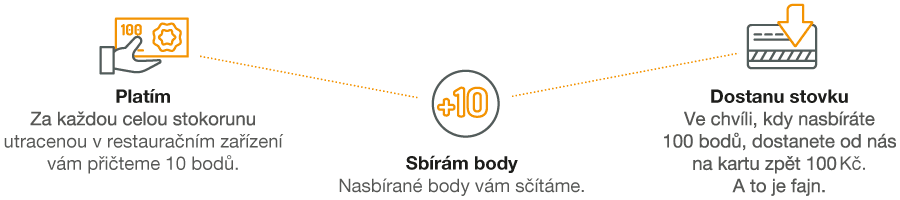 100
Platím
Za každou celou stokorunu
utracenou v restauračním zařízení
vám přičteme 10 bodů.
+10
Sbírám body
Nasbírané body vám sčítáme.
Dostanu stovku
Ve chvíli, kdy nasbíráte
100 bodů, dostanete od nás
na kartu zpět 100 Kč.
A to je fajn.